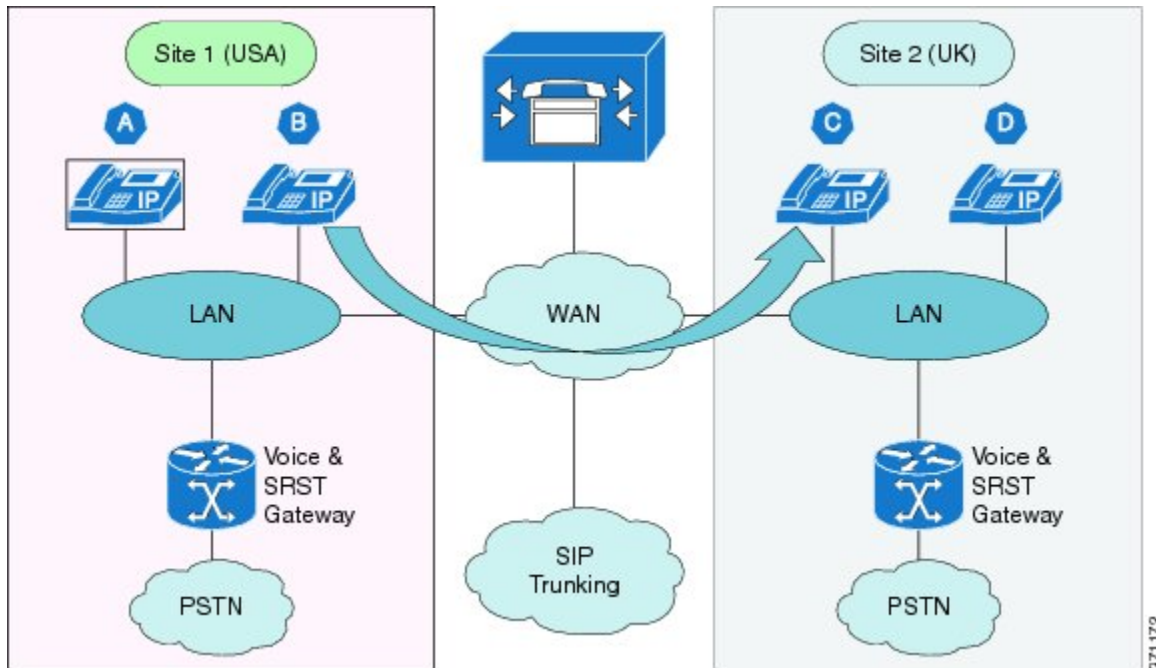 Site 1 (USA)
Site 2 (UK)
A
B
C
D
IP
IP
IP
IP
LAN
WAN
LAN
Voice &
SRST
Gateway
Voice &
SRST
Gateway
SIP
Trunking
PSTN
PSTN